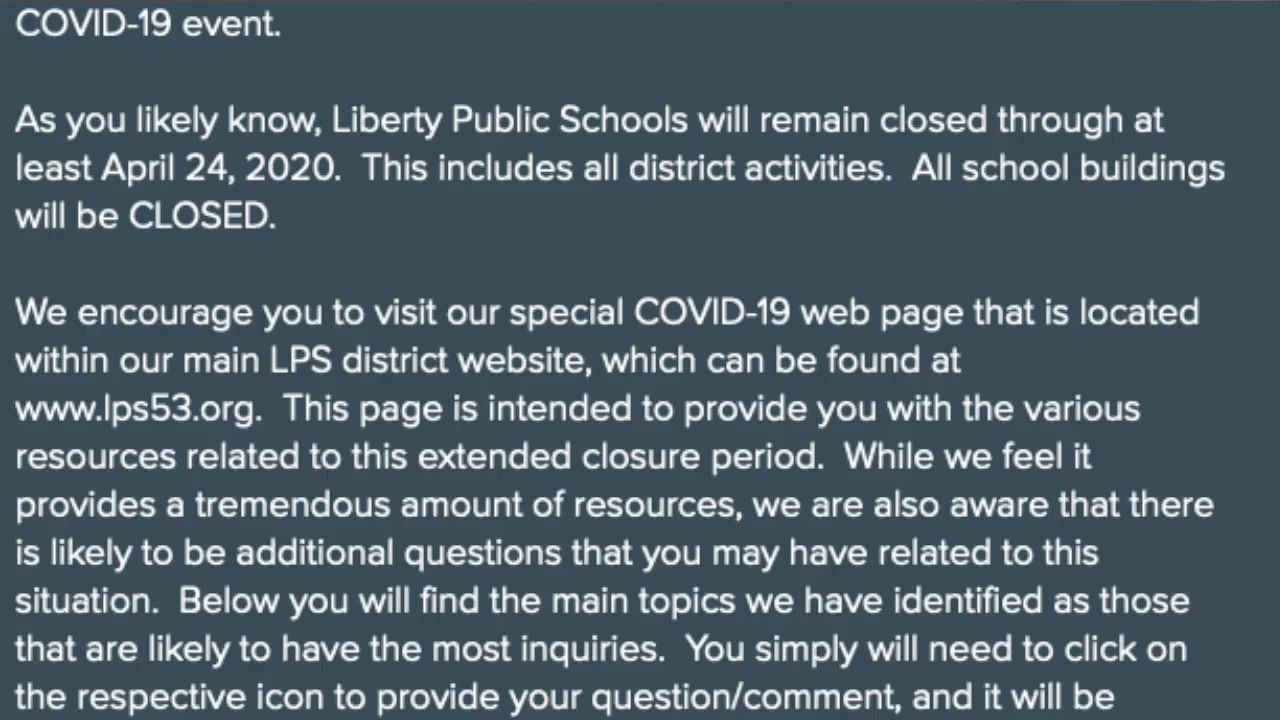 COVID-19 event.
As you likely know, Liberty Public Schools will remain closed through at
least April 24, 2020.  This includes all district activities.  All school buildings
will be CLOSED.
We encourage you to visit our special COVID-19 web page that is located
within our main LPS district website, which can be found at
www.lps53.org.  This page is intended to provide you with the various
resources related to this extended closure period.  While we feel it
provides a tremendous amount of resources, we are also aware that there
is likely to be additional questions that you may have related to this
situation.  Below you will find the main topics we have identified as those
that are likely to have the most inquiries.  You simply will need to click on
the respective icon to provide your question/comment, and it will be